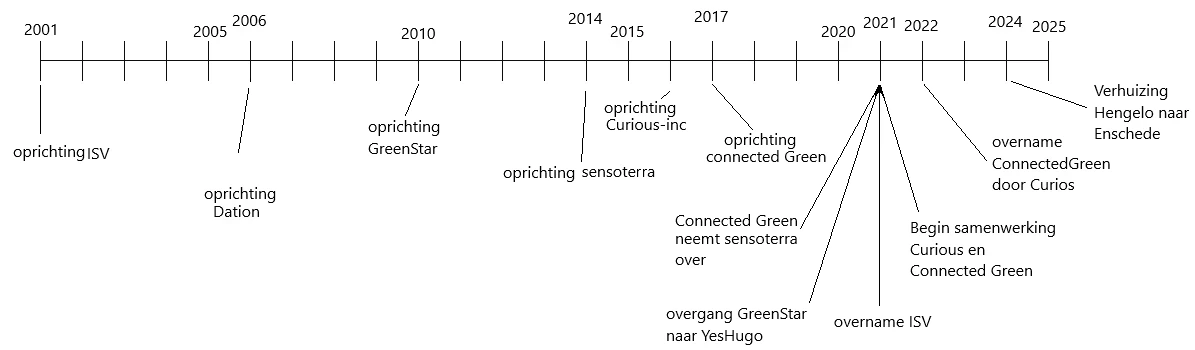 2001
2005
2006
2010
2014
2015
2017
2020
2021
2022
2024
2025
oprichting ISV
oprichting
Dation
oprichting
GreenStar
oprichting sensoterra
oprichting
Curious-inc
oprichting
connected Green
Connected Green
neemt sensoterra
over
overgang GreenStar
naar YesHugo
overname ISV
Begin samenwerking
Curious en
Connected Green
overname
ConnectedGreen
door Curios
Verhuizing
Hengelo naar
Enschede